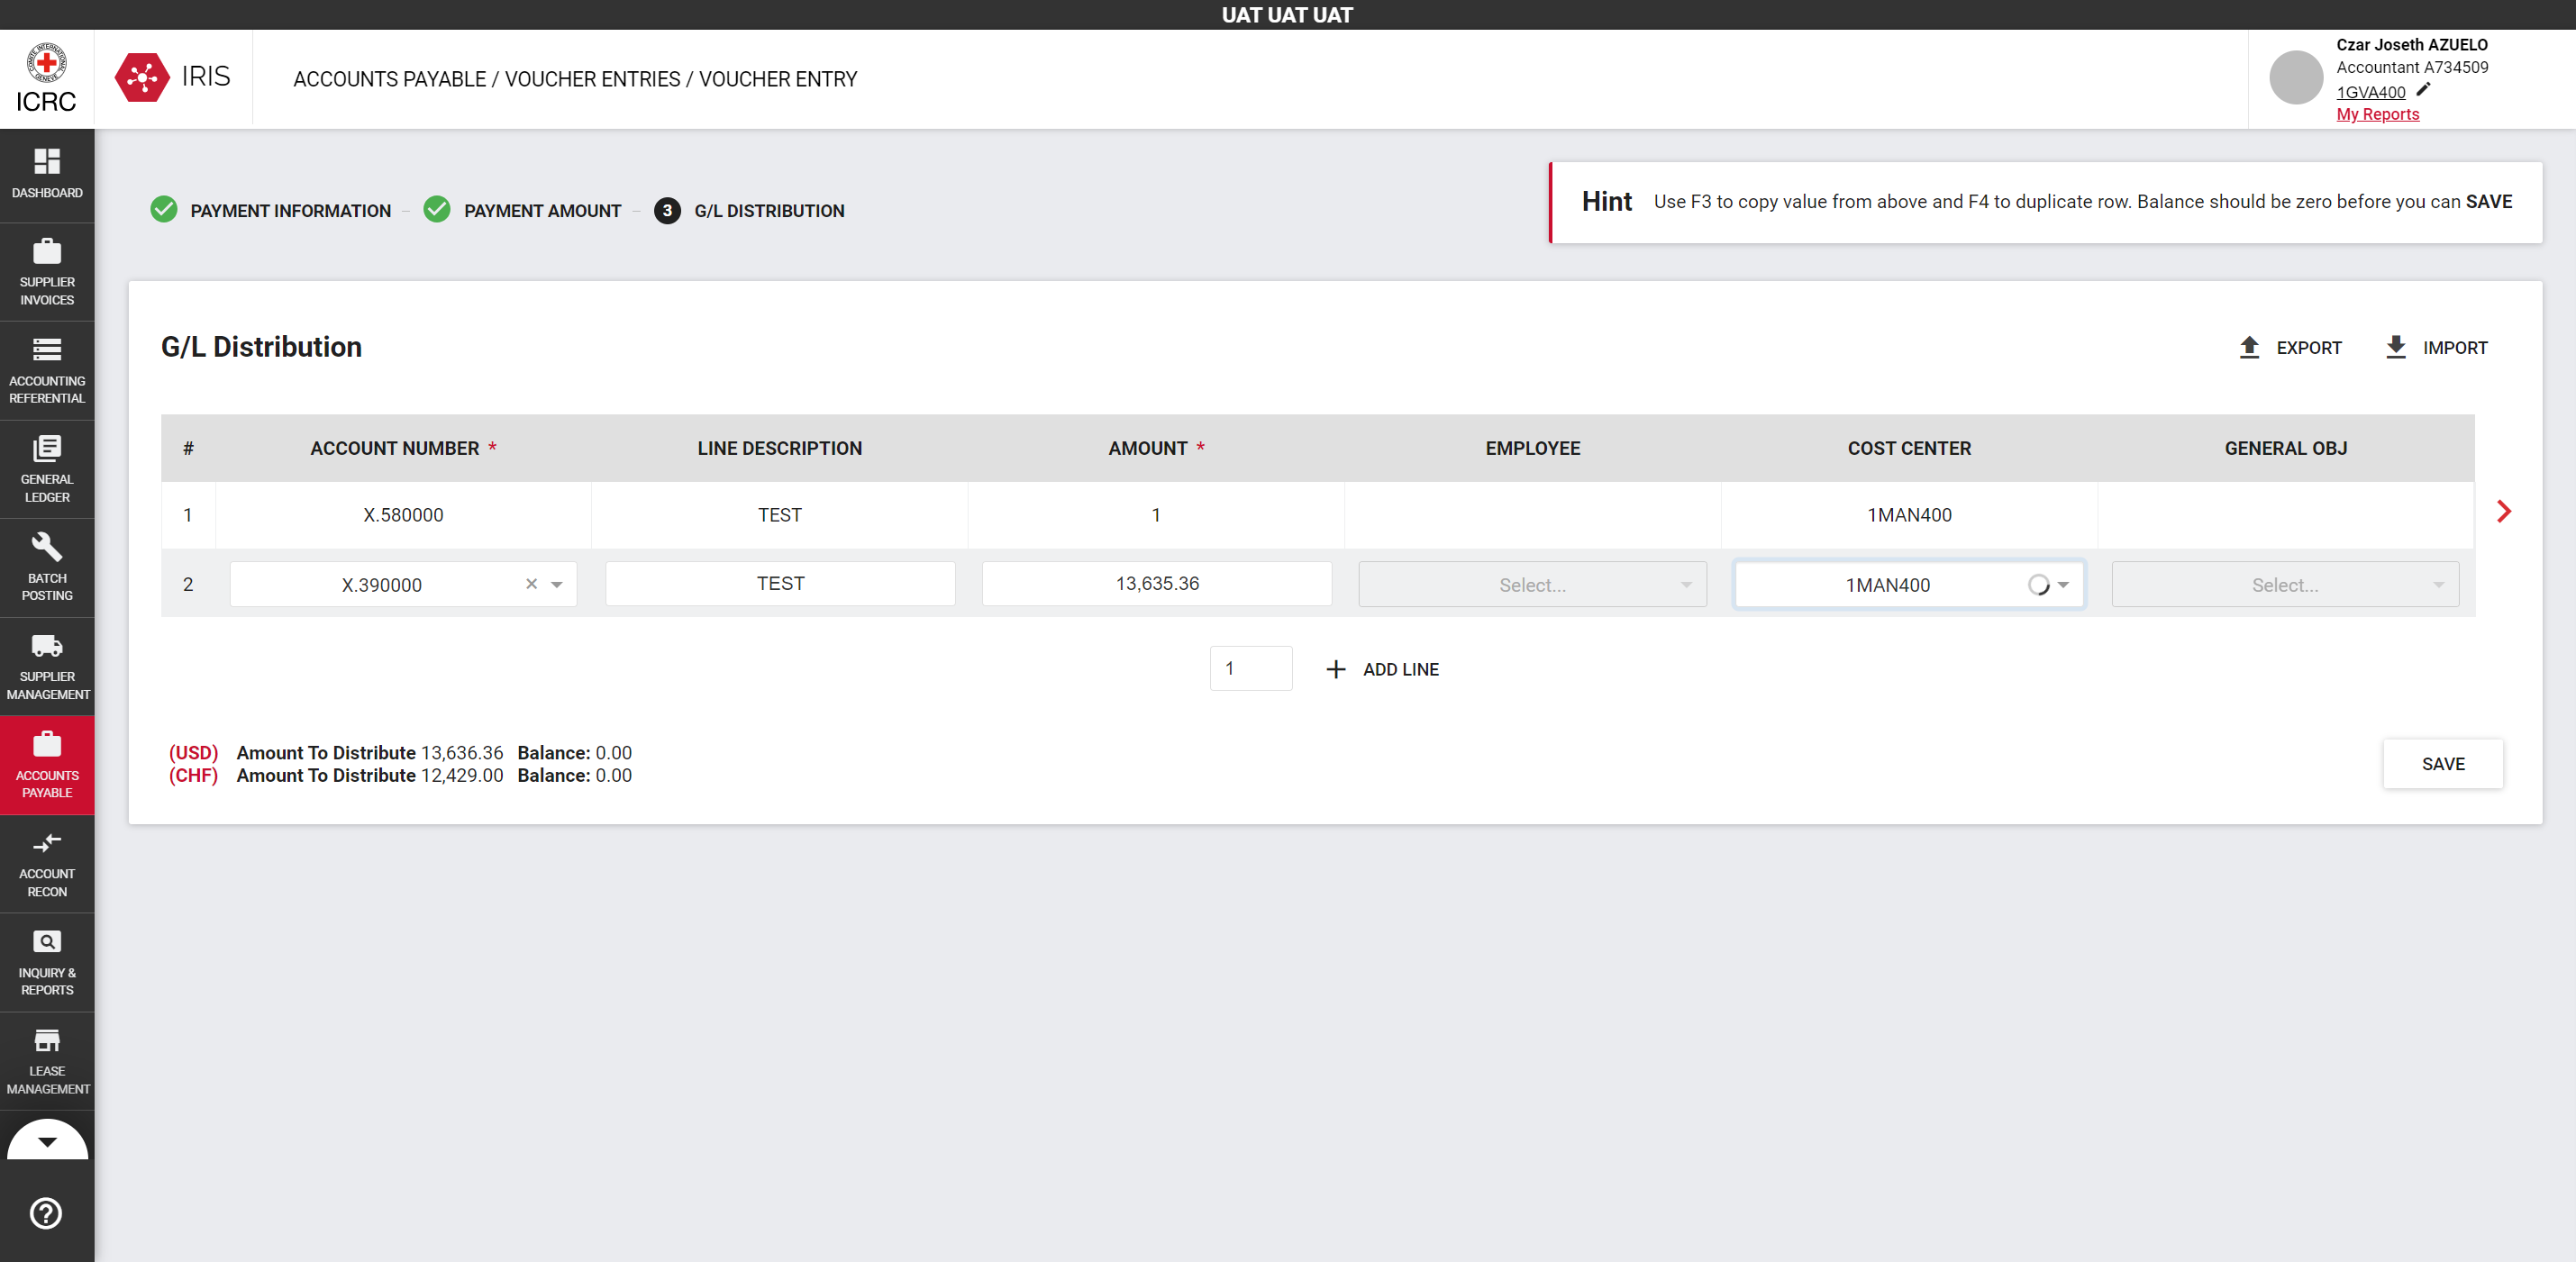 UAT UAT UAT
ICRC
IRIS
ACCOUNTS PAYABLE / VOUCHER ENTRIES / VOUCHER ENTRY
Czar Joseth AZUELO
Accountant A734509
1GVA400
My Reports
DASHBOARD
SUPPLIER
INVOICES
ACCOUNTING
REFERENTIAL
GENERAL
LEDGER
BATCH
POSTING
SUPPLIER
MANAGEMENT
ACCOUNTS
PAYABLE
ACCOUNT
RECON
INQUIRY &
REPORTS
LEASE
MANAGEMENT
PAYMENT INFORMATION – PAYMENT AMOUNT – 3 G/L DISTRIBUTION
Hint Use F3 to copy value from above and F4 to duplicate row. Balance should be zero before you can SAVE
G/L Distribution
EXPORT IMPORT
# ACCOUNT NUMBER * LINE DESCRIPTION AMOUNT * EMPLOYEE COST CENTER GENERAL OBJ
1 X.580000 TEST 1 1MAN400
2 X.390000 TEST 13,635.36 Select... 1MAN400 Select...
1 ADD LINE
(USD) Amount To Distribute 13,636.36 Balance: 0.00
(CHF) Amount To Distribute 12,429.00 Balance: 0.00
SAVE